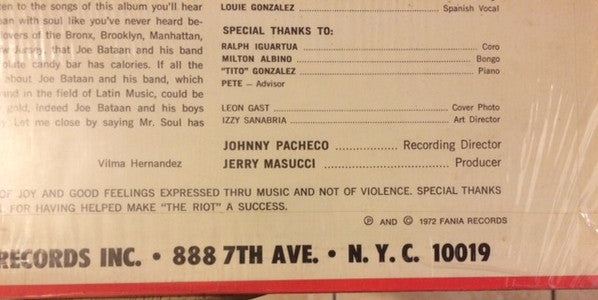 en to the songs of this album you'll hear
an with soul like you've never heard be-
lovers of the Bronx, Brooklyn, Manhattan,
Jersey, that Joe Bataan and his band
candy bar has calories. If all the
about Joe Bataan and his band, which
und in the field of Latin Music, could be
gold, indeed Joe Bataan and his boys
Let me close by saying Mr. Soul has
Vilma Hernandez
LOUIE GONZALEZ Spanish Vocal
SPECIAL THANKS TO:
RALPH IGUARTUA Coro
MILTON ALBINO Bongo
"TITO" GONZALEZ Piano
PETE – Advisor
LEON GAST Cover Photo
IZZY SANABRIA Art Director
JOHNNY PACHECO Recording Director
JERRY MASUCCI Producer
OF JOY AND GOOD FEELINGS EXPRESSED THRU MUSIC AND NOT OF VIOLENCE. SPECIAL THANKS
FOR HAVING HELPED MAKE "THE RIOT" A SUCCESS.
Ⓟ AND © 1972 FANIA RECORDS
RECORDS INC. • 888 7TH AVE. • N. Y. C. 10019